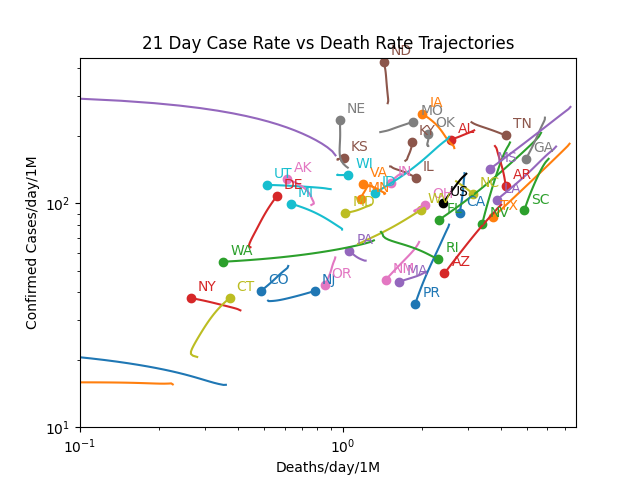 21 Day Case Rate vs Death Rate Trajectories
ND
IA
NE
MO
OK
TN
KY
AL
KS
GA
IL
WI
MS
AK
UT
VA
ID
AR
DE
MI
MN
MD
US
NC
LA
CA
SC
TX
FL
NV
WA
PA
RI
AZ
NM
MA
OR
CO
NJ
NY
CT
PR
10²
10¹
10⁻¹
10⁰
Confirmed Cases/day/1M
Deaths/day/1M